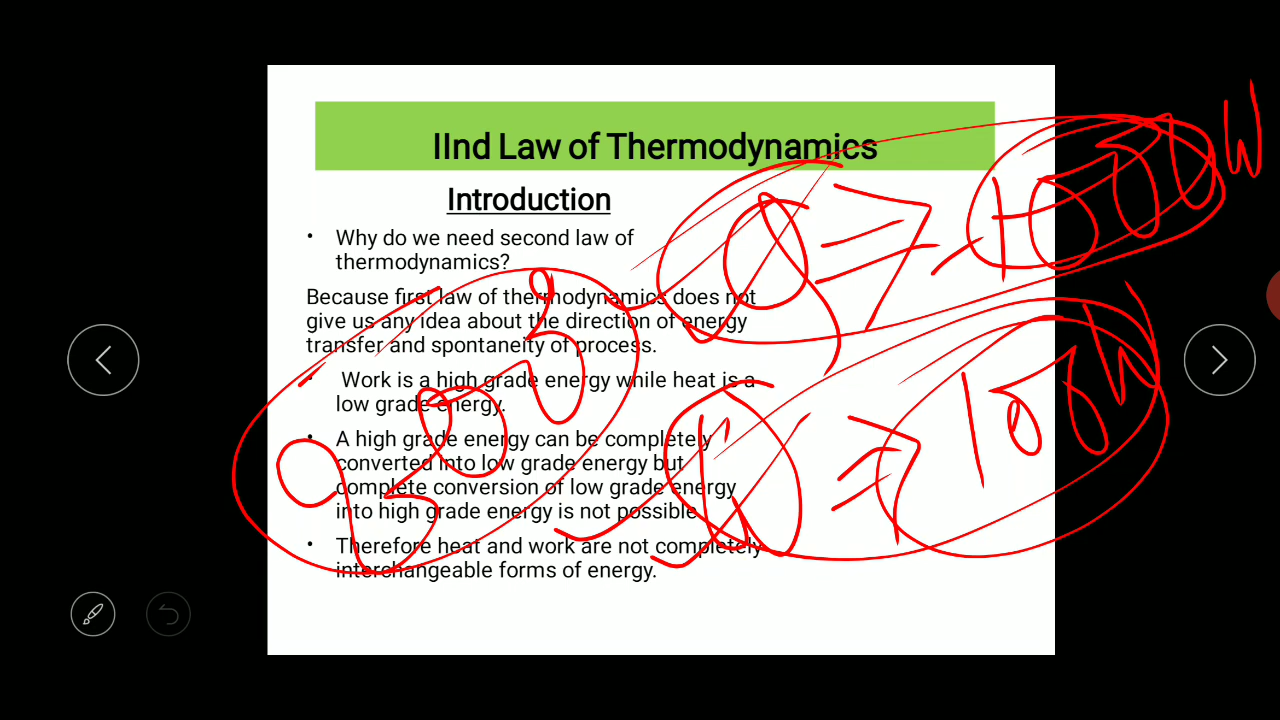 IInd Law of Thermodynamics
Introduction
• Why do we need second law of
thermodynamics?
Because first law of thermodynamics does not
give us any idea about the direction of energy
transfer and spontaneity of process.
• Work is a high grade energy while heat is a
low grade energy.
• A high grade energy can be completely
converted into low grade energy but
complete conversion of low grade energy
into high grade energy is not possible
• Therefore heat and work are not completely
interchangeable forms of energy.